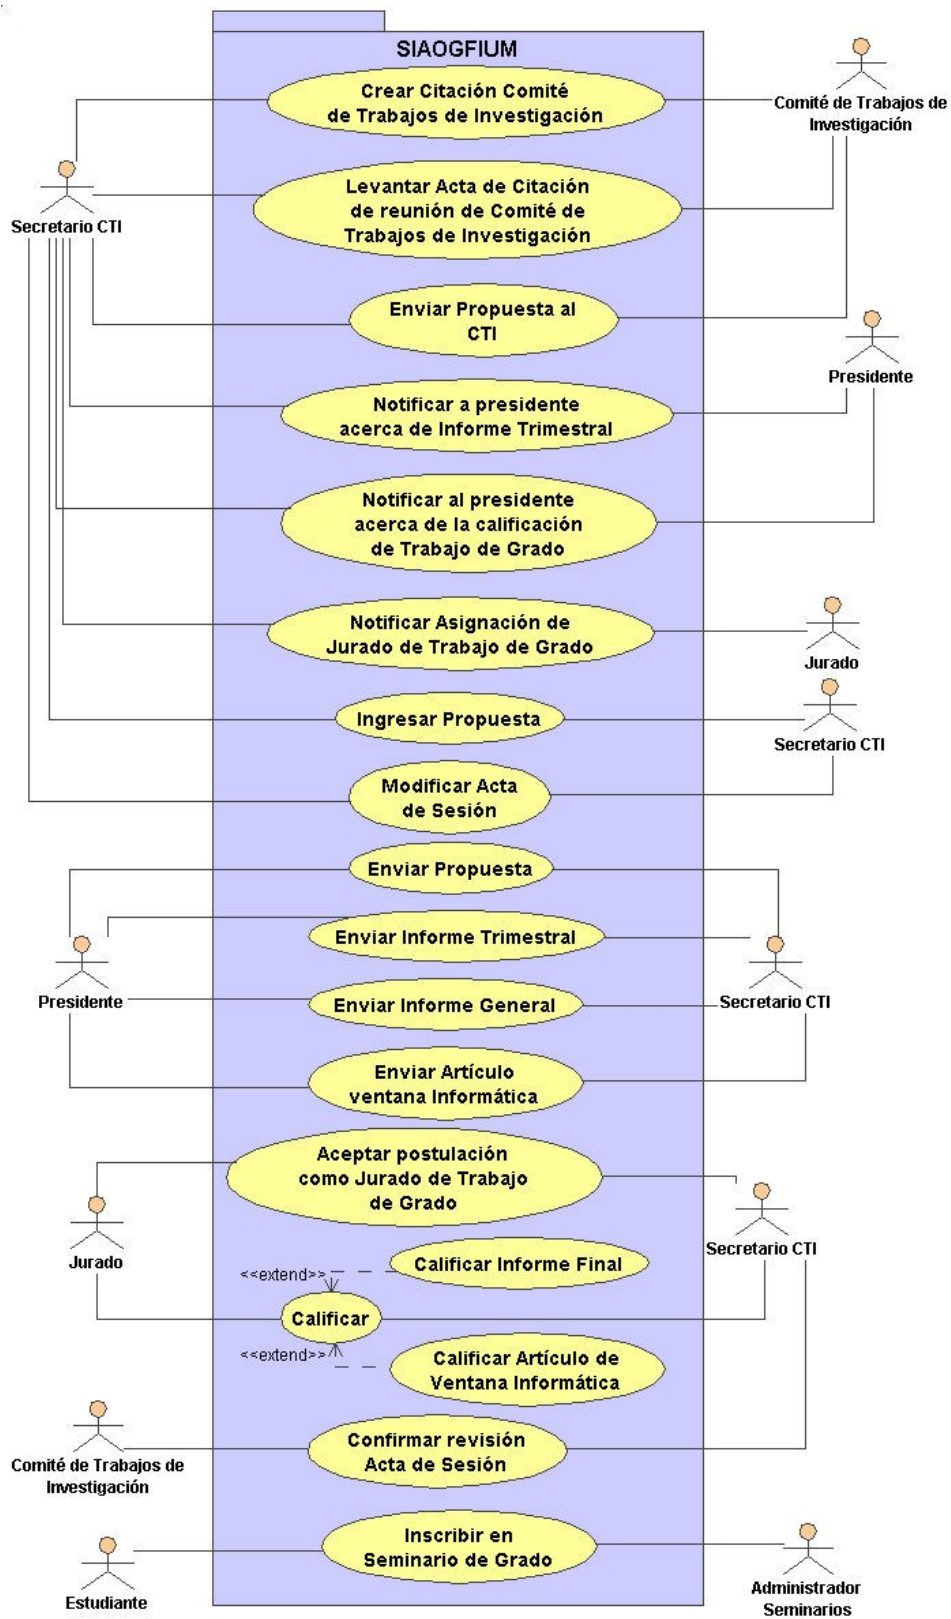 SIAOGFIUM
Crear Citación Comité
de Trabajos de Investigación
Comité de Trabajos de
Investigación
Secretario CTI
Levantar Acta de Citación
de reunión de Comité de
Trabajos de Investigación
Enviar Propuesta al
CTI
Presidente
Notificar a presidente
acerca de Informe Trimestral
Notificar al presidente
acerca de la calificación
de Trabajo de Grado
Notificar Asignación de
Jurado de Trabajo de Grado
Jurado
Ingresar Propuesta
Secretario CTI
Modificar Acta
de Sesión
Enviar Propuesta
Enviar Informe Trimestral
Presidente
Enviar Informe General
Secretario CTI
Enviar Artículo
ventana Informática
Aceptar postulación
como Jurado de Trabajo
de Grado
Jurado
Secretario CTI
Calificar Informe Final
<<extend>>
Calificar
<<extend>>
Calificar Artículo de
Ventana Informática
Comité de Trabajos de
Investigación
Confirmar revisión
Acta de Sesión
Inscribir en
Seminario de Grado
Estudiante
Administrador
Seminarios